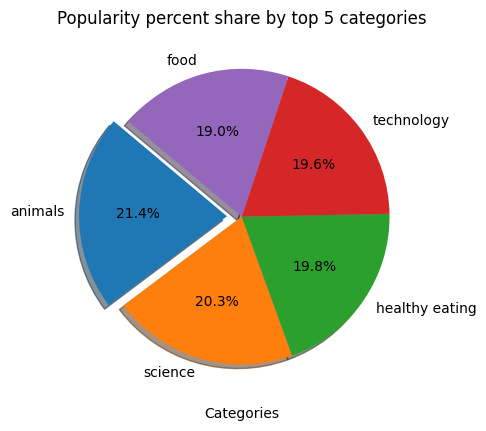 Popularity percent share by top 5 categories
food
19.0%
technology
19.6%
animals
21.4%
19.8%
healthy eating
20.3%
science
Categories